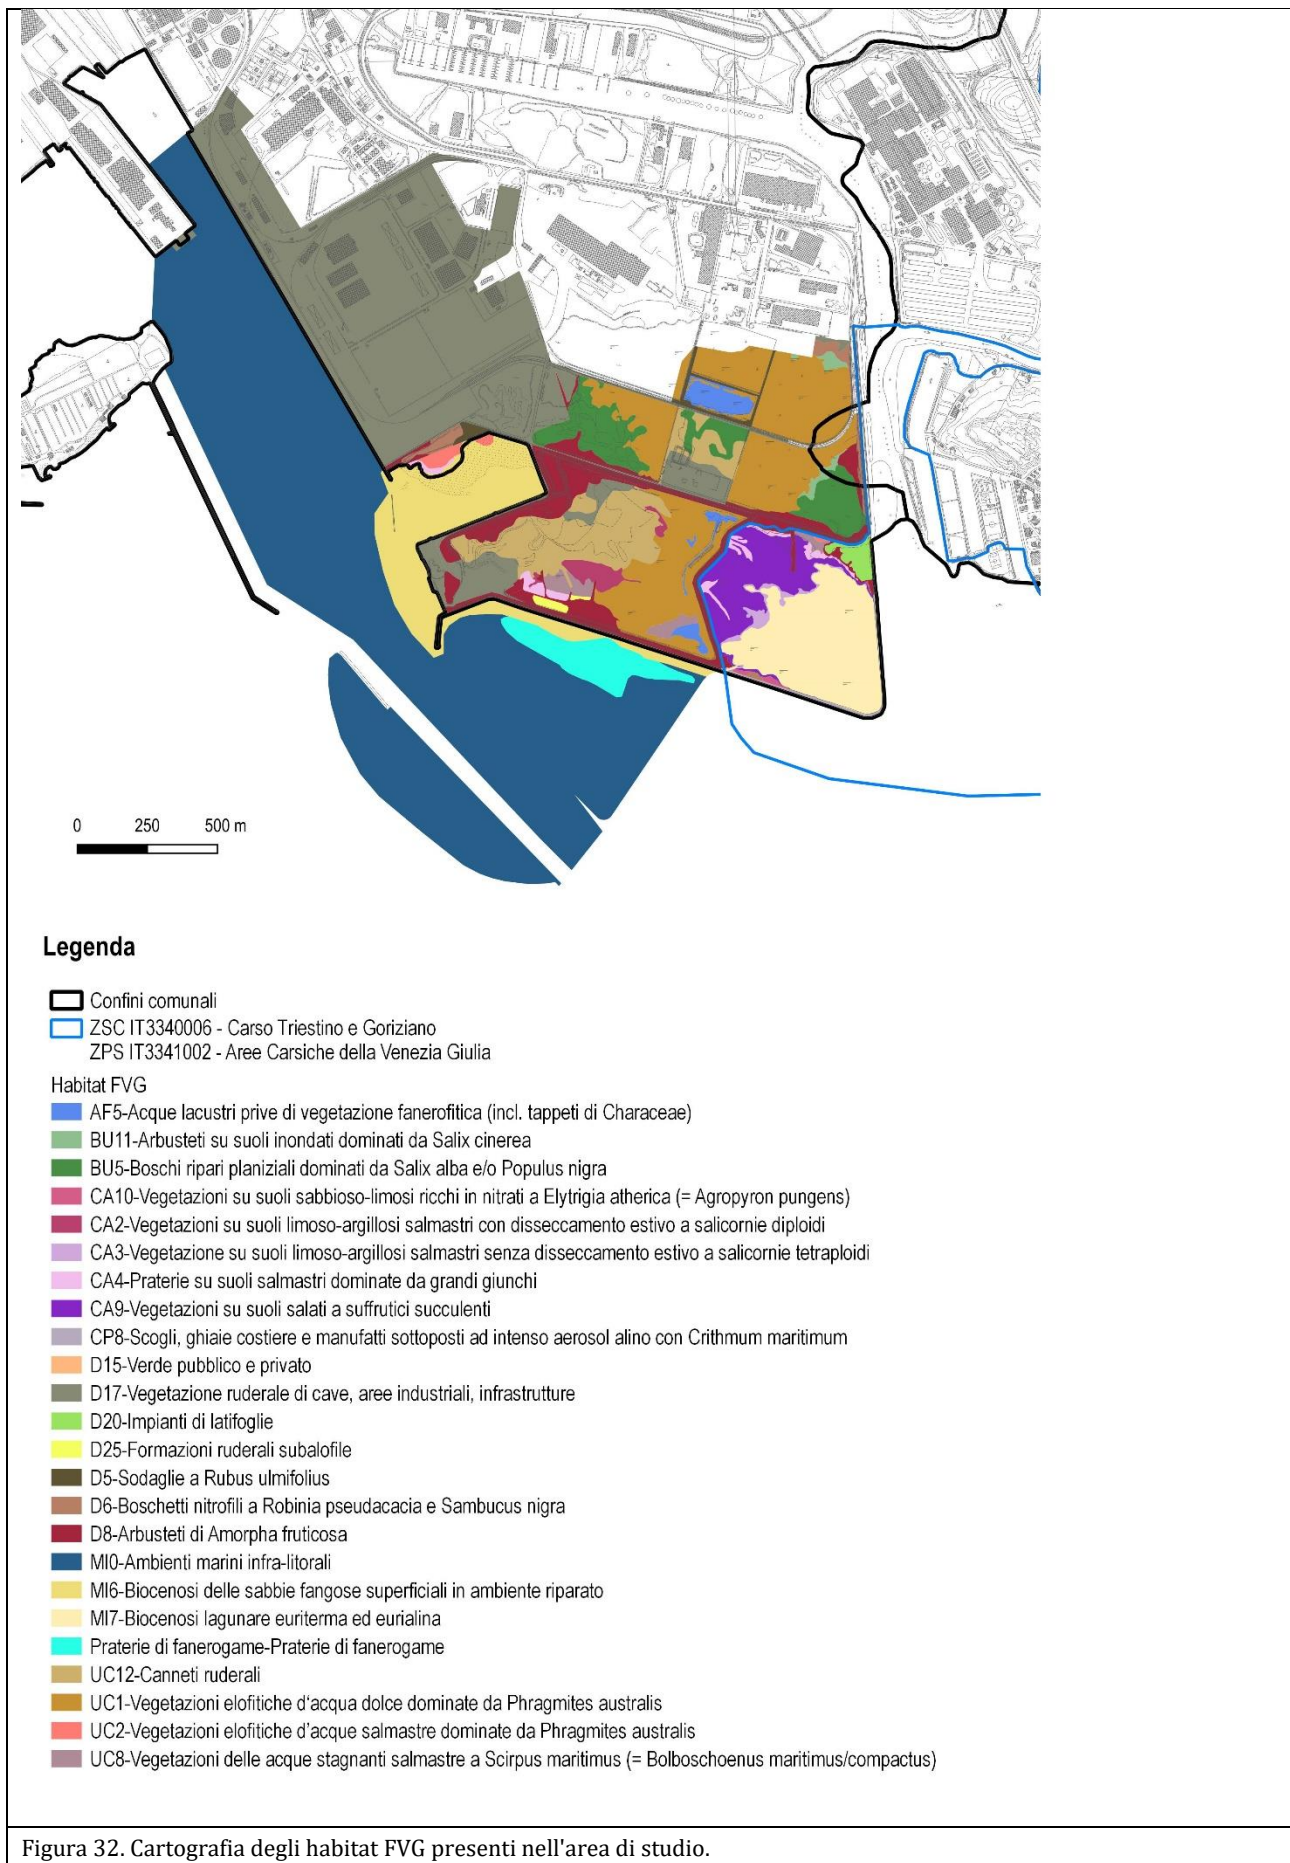 0 250 500 m
Legenda
Confini comunali
ZSC IT3340006 - Carso Triestino e Goriziano
ZPS IT3341002 - Aree Carsiche della Venezia Giulia
Habitat FVG
AF5-Acque lacustri prive di vegetazione fanerofitica (incl. tappeti di Characeae)
BU11-Arbusteti su suoli inondati dominati da Salix cinerea
BU5-Boschi ripari planiziali dominati da Salix alba e/o Populus nigra
CA10-Vegetazioni su suoli sabbioso-limosi ricchi in nitrati a Elytrigia atherica (= Agropyron pungens)
CA2-Vegetazioni su suoli limoso-argillosi salmastri con disseccamento estivo a salicornie diploidi
CA3-Vegetazione su suoli limoso-argillosi salmastri senza disseccamento estivo a salicornie tetraploidi
CA4-Praterie su suoli salmastri dominate da grandi giunchi
CA9-Vegetazioni su suoli salati a suffrutici succulenti
CP8-Scogli, ghiaie costiere e manufatti sottoposti ad intenso aerosol alino con Crithmum maritimum
D15-Verde pubblico e privato
D17-Vegetazione ruderale di cave, aree industriali, infrastrutture
D20-Impianti di latifoglie
D25-Formazioni ruderali subalofile
D5-Sodaglie a Rubus ulmifolius
D6-Boschetti nitrofili a Robinia pseudacacia e Sambucus nigra
D8-Arbusteti di Amorpha fruticosa
MI0-Ambienti marini infra-litorali
MI6-Biocenosi delle sabbie fangose superficiali in ambiente riparato
MI7-Biocenosi lagunare euriterma ed eurialina
Praterie di fanerogame-Praterie di fanerogame
UC12-Canneti ruderali
UC1-Vegetazioni elofitiche d'acqua dolce dominate da Phragmites australis
UC2-Vegetazioni elofitiche d'acque salmastre dominate da Phragmites australis
UC8-Vegetazioni delle acque stagnanti salmastre a Scirpus maritimus (= Bolboschoenus maritimus/compactus)
Figura 32. Cartografia degli habitat FVG presenti nell'area di studio.